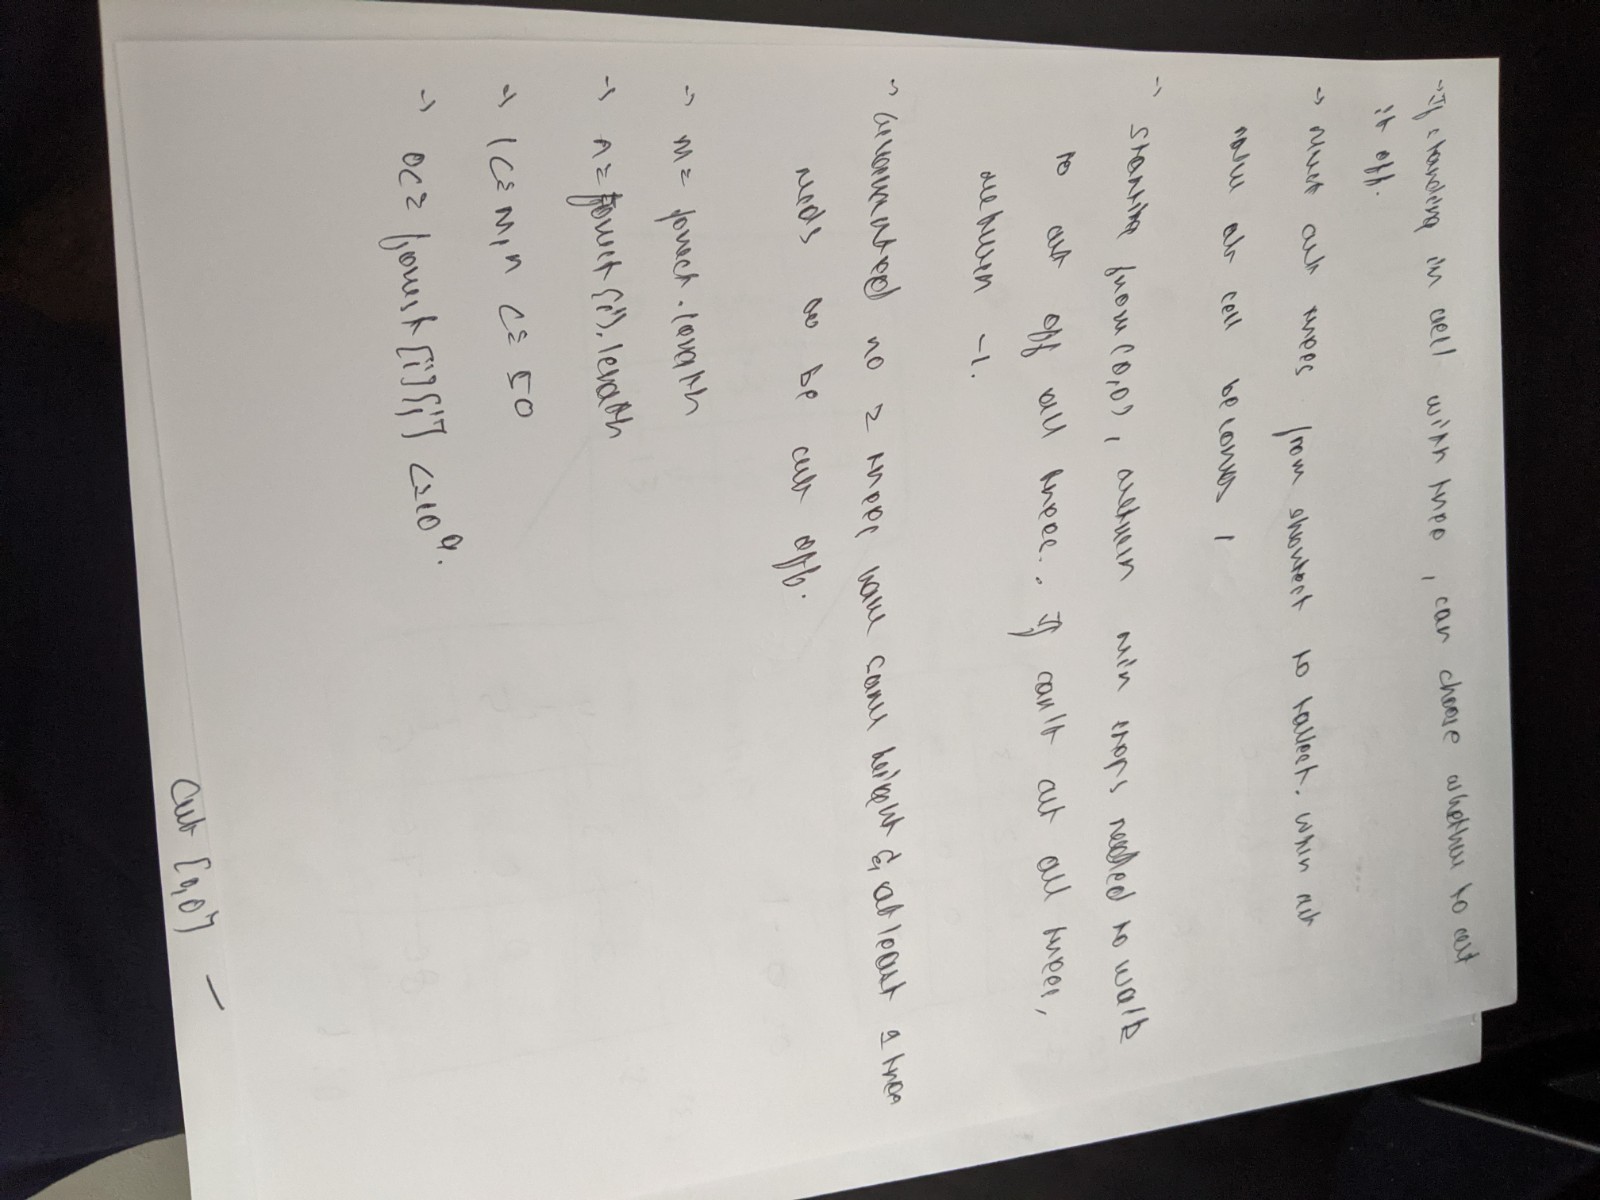 → If standing in cell with tree, can choose whether to cut
it off.
→ must cut trees from shortest to tallest. when cut
value at cell becomes 1
→ starting from (0,0), return min steps needed to walk
to cut off all trees. If can't cut all trees,
return -1.
→ Guaranteed no 2 trees have same height & at least 1 tree
needs to be cut off.
→ m = forest.length
→ n = forest[i].length
→ 1 <= m, n <= 50
→ 0 <= forest[i][j] <= 10⁹.
Cut [0,0] —